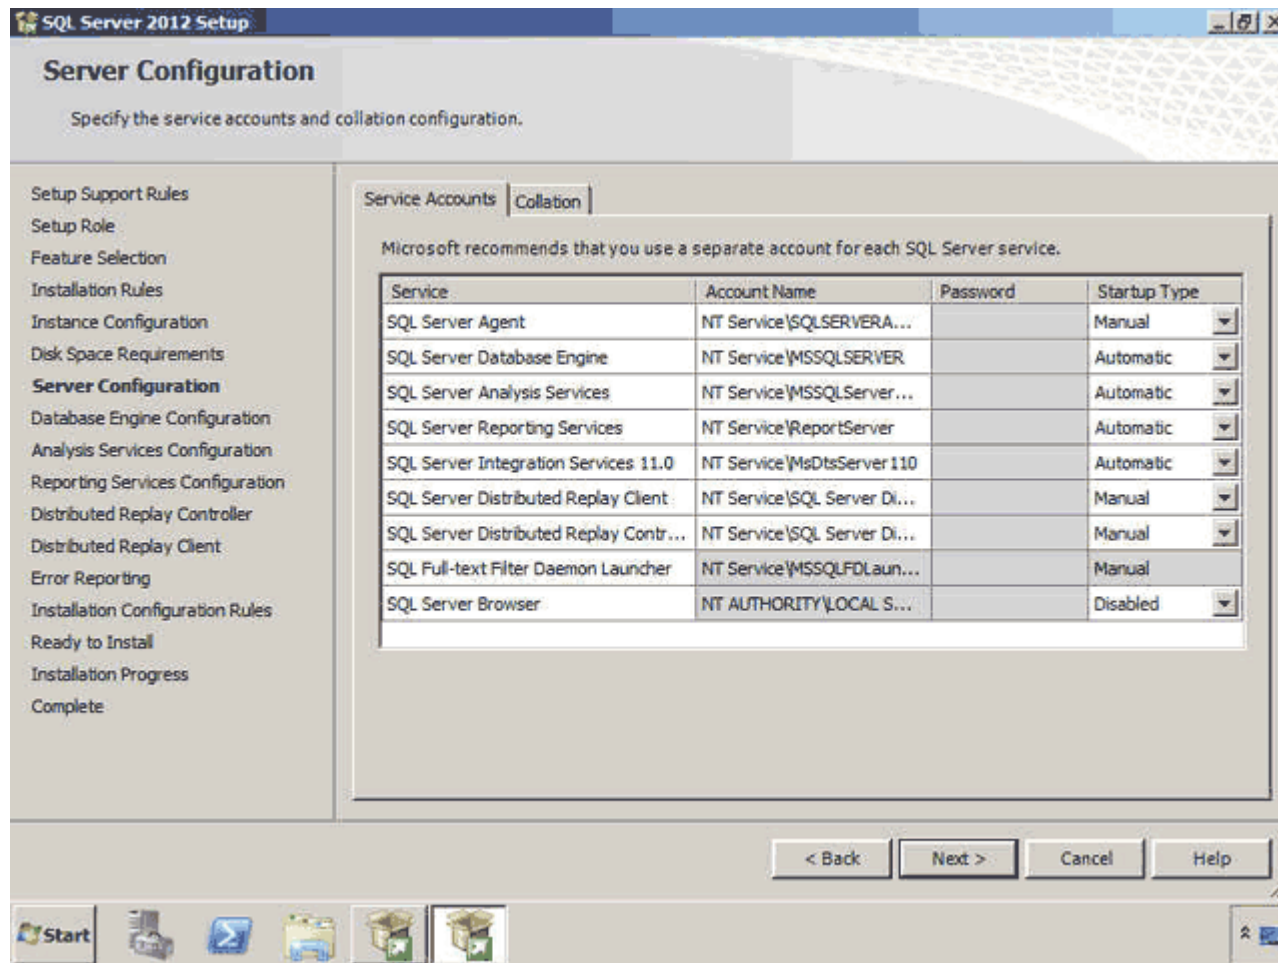 SQL Server 2012 Setup
Server Configuration
Specify the service accounts and collation configuration.
Setup Support Rules
Setup Role
Feature Selection
Installation Rules
Instance Configuration
Disk Space Requirements
Server Configuration
Database Engine Configuration
Analysis Services Configuration
Reporting Services Configuration
Distributed Replay Controller
Distributed Replay Client
Error Reporting
Installation Configuration Rules
Ready to Install
Installation Progress
Complete
Service Accounts Collation
Microsoft recommends that you use a separate account for each SQL Server service.
Service Account Name Password Startup Type
SQL Server Agent NT Service\SQLSERVERA... Manual
SQL Server Database Engine NT Service\MSSQLSERVER Automatic
SQL Server Analysis Services NT Service\MSSQLServer... Automatic
SQL Server Reporting Services NT Service\ReportServer Automatic
SQL Server Integration Services 11.0 NT Service\MsDtsServer110 Automatic
SQL Server Distributed Replay Client NT Service\SQL Server Di... Manual
SQL Server Distributed Replay Contr... NT Service\SQL Server Di... Manual
SQL Full-text Filter Daemon Launcher NT Service\MSSQLFDLaun... Manual
SQL Server Browser NT AUTHORITY\LOCAL S... Disabled
< Back Next > Cancel Help
Start